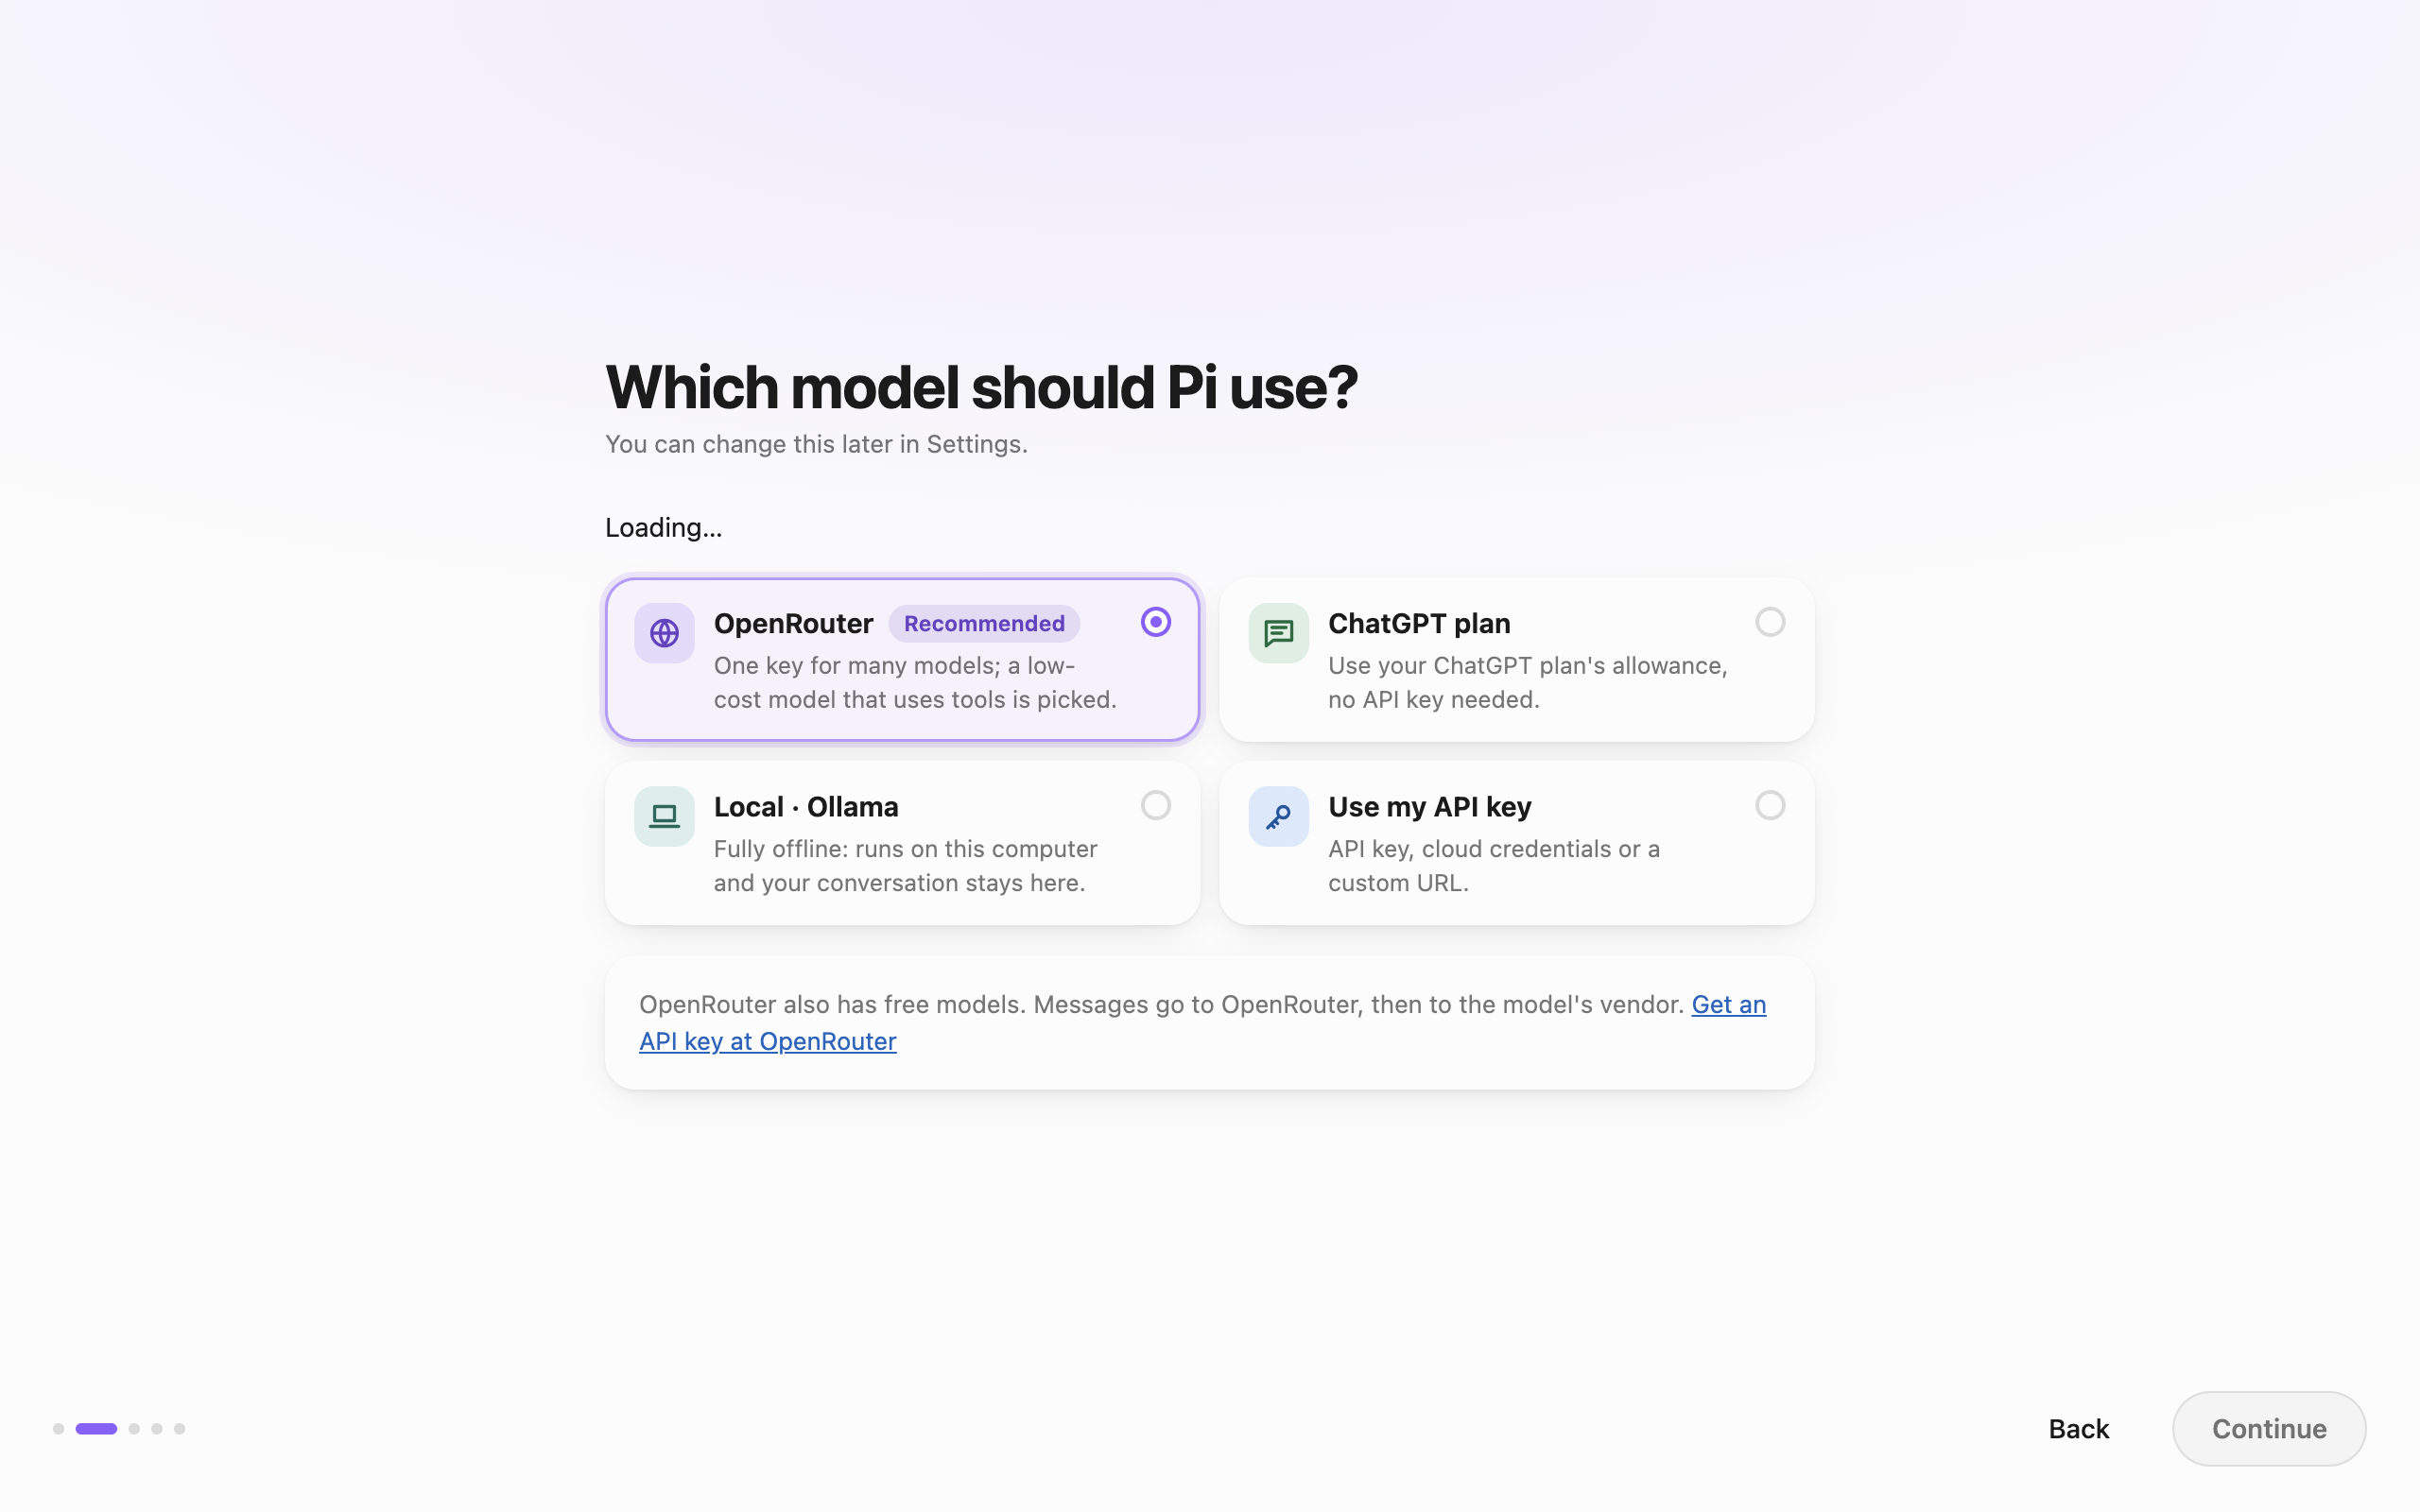 Which model should Pi use?
You can change this later in Settings.
Loading...
OpenRouter Recommended
One key for many models; a low-
cost model that uses tools is picked.
ChatGPT plan
Use your ChatGPT plan's allowance,
no API key needed.
Local · Ollama
Fully offline: runs on this computer
and your conversation stays here.
Use my API key
API key, cloud credentials or a
custom URL.
OpenRouter also has free models. Messages go to OpenRouter, then to the model's vendor. Get an
API key at OpenRouter
Back
Continue